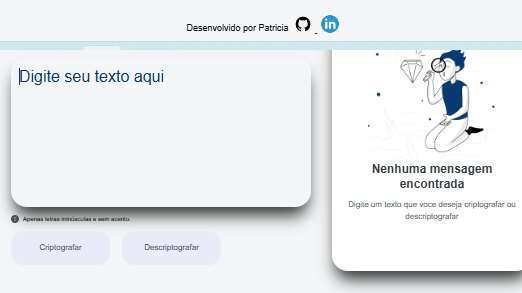 Desenvolvido por Patricia
Digite seu texto aqui
Apenas letras minúsculas e sem acento.
Criptografar
Descriptografar
Nenhuma mensagem
encontrada
Digite um texto que voce deseja criptografar ou
descriptografar